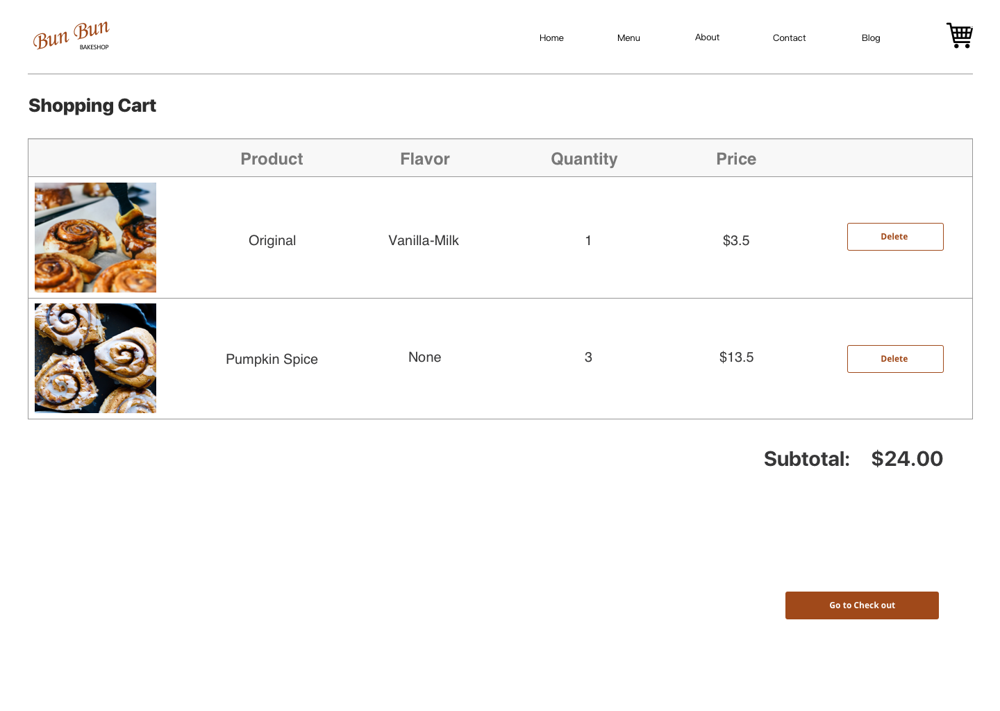 Bun Bun
BAKESHOP
Home Menu About Contact Blog
Shopping Cart
Product Flavor Quantity Price
Original Vanilla-Milk 1 $3.5 Delete
Pumpkin Spice None 3 $13.5 Delete
Subtotal: $24.00
Go to Check out